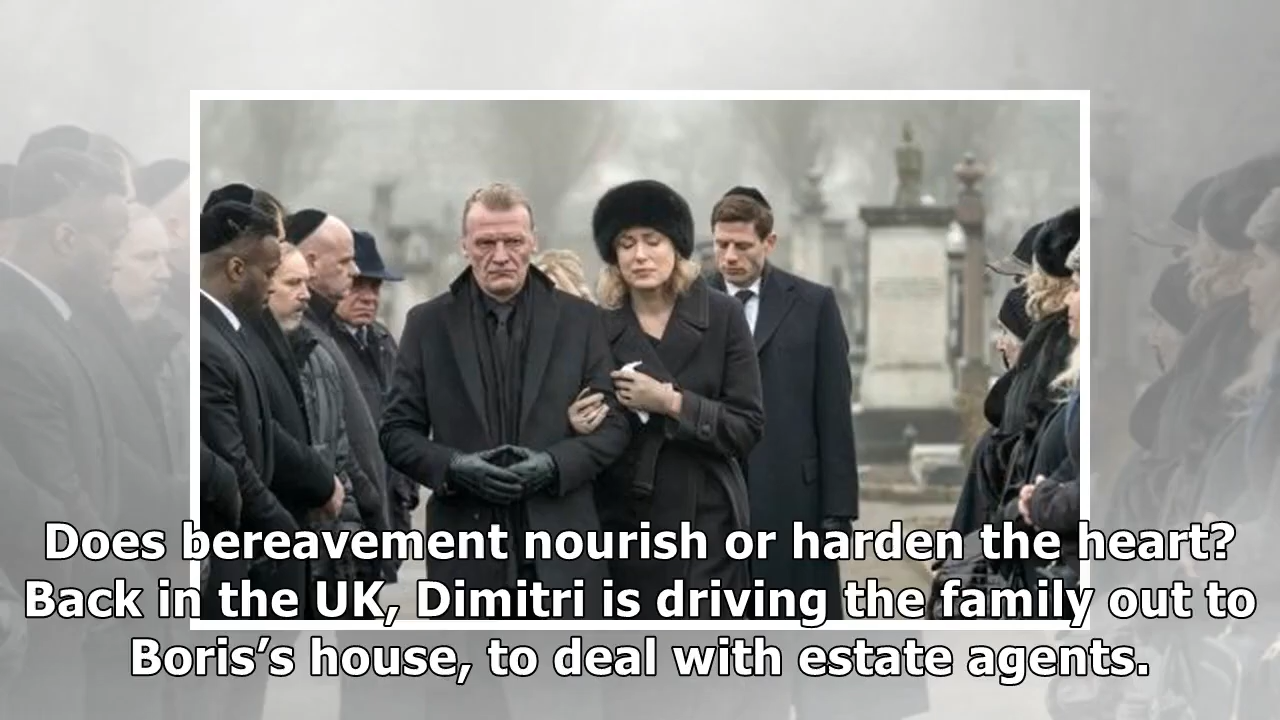 Does bereavement nourish or harden the heart?
Back in the UK, Dimitri is driving the family out to
Boris’s house, to deal with estate agents.